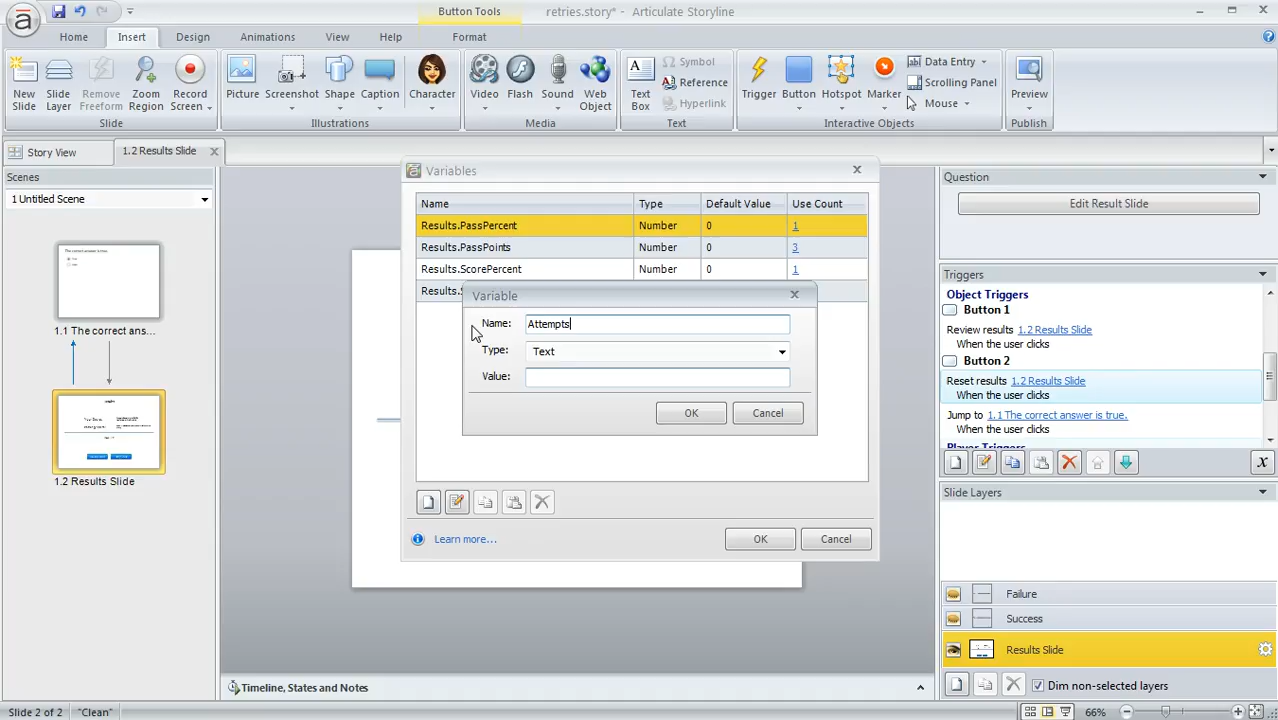 Button Tools
retries.story* - Articulate Storyline
Home
Insert
Design
Animations
View
Help
Format
New Slide
Slide Layer
Remove Freeform
Zoom Region
Record Screen
Picture
Screenshot
Shape
Caption
Character
Video
Flash
Sound
Web Object
Text Box
Symbol
Reference
Hyperlink
Trigger
Button
Hotspot
Marker
Data Entry
Scrolling Panel
Mouse
Preview
Slide
Illustrations
Media
Text
Interactive Objects
Publish
Story View
1.2 Results Slide
Scenes
1 Untitled Scene
1.1 The correct ans...
1.2 Results Slide
Variables
Name Type Default Value Use Count
Results.PassPercent Number 0 1
Results.PassPoints Number 0 3
Results.ScorePercent Number 0 1
Results.
Variable
Name: Attempts
Type: Text
Value:
OK Cancel
Learn more...
OK Cancel
Question
Edit Result Slide
Triggers
Object Triggers
Button 1
Review results 1.2 Results Slide
When the user clicks
Button 2
Reset results 1.2 Results Slide
When the user clicks
Jump to 1.1 The correct answer is true.
When the user clicks
Player Triggers
x
Slide Layers
Failure
Success
Results Slide
Dim non-selected layers
Timeline, States and Notes
Slide 2 of 2 "Clean" 66%